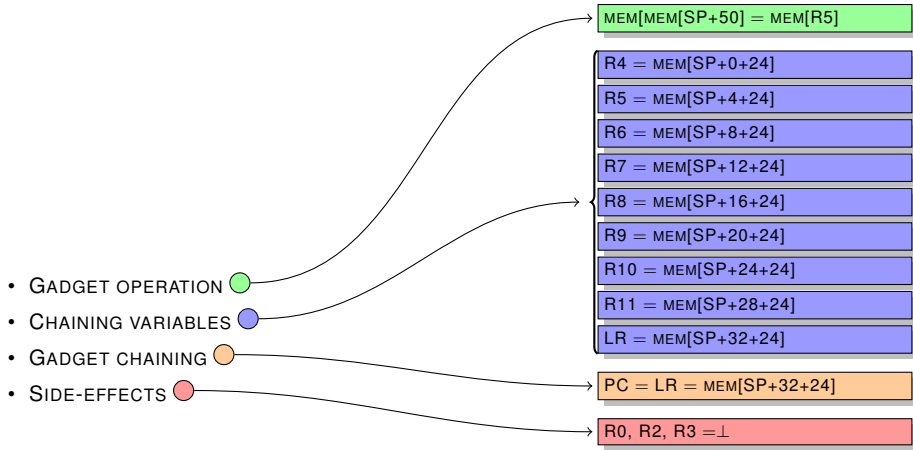 MEM[MEM[SP+50] = MEM[R5]
R4 = MEM[SP+0+24]
R5 = MEM[SP+4+24]
R6 = MEM[SP+8+24]
R7 = MEM[SP+12+24]
R8 = MEM[SP+16+24]
R9 = MEM[SP+20+24]
R10 = MEM[SP+24+24]
R11 = MEM[SP+28+24]
LR = MEM[SP+32+24]
PC = LR = MEM[SP+32+24]
R0, R2, R3 =⊥
• GADGET OPERATION
• CHAINING VARIABLES
• GADGET CHAINING
• SIDE-EFFECTS